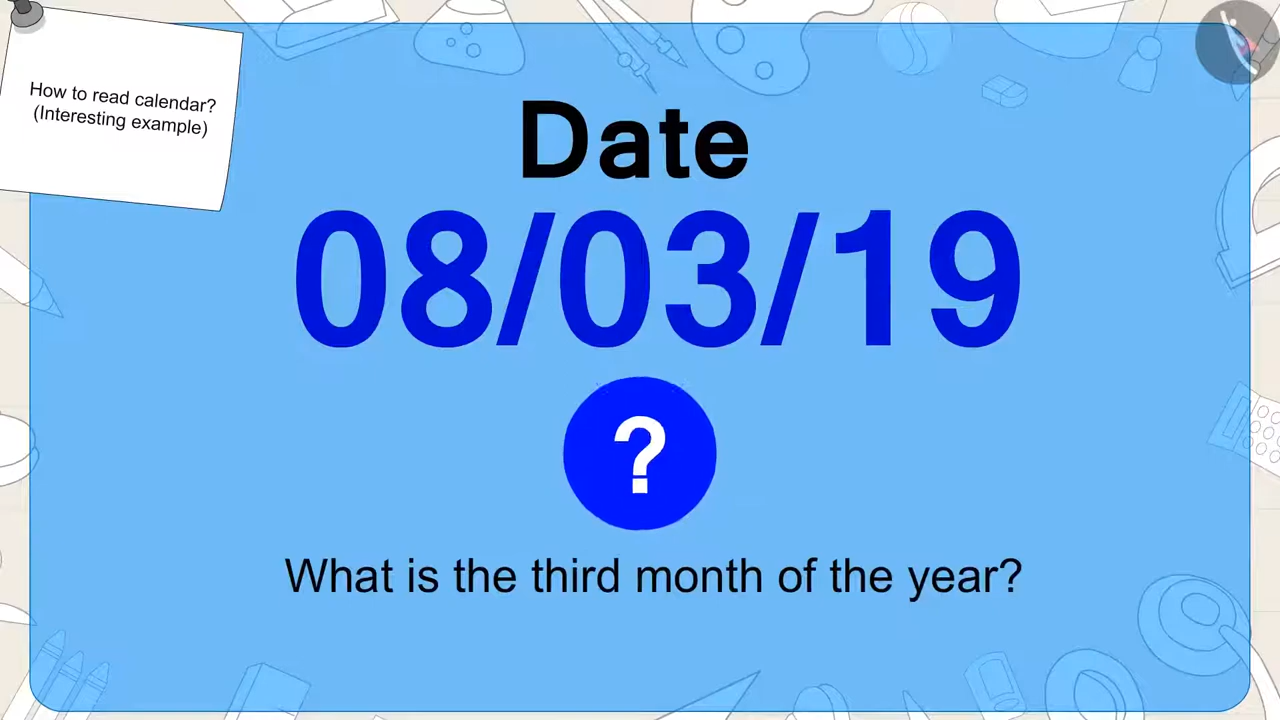 How to read calendar?
(Interesting example)
Date
08/03/19
?
What is the third month of the year?